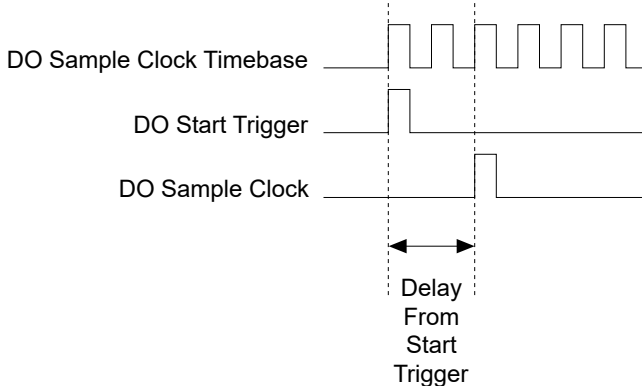 DO Sample Clock Timebase
DO Start Trigger
DO Sample Clock
Delay
From
Start
Trigger